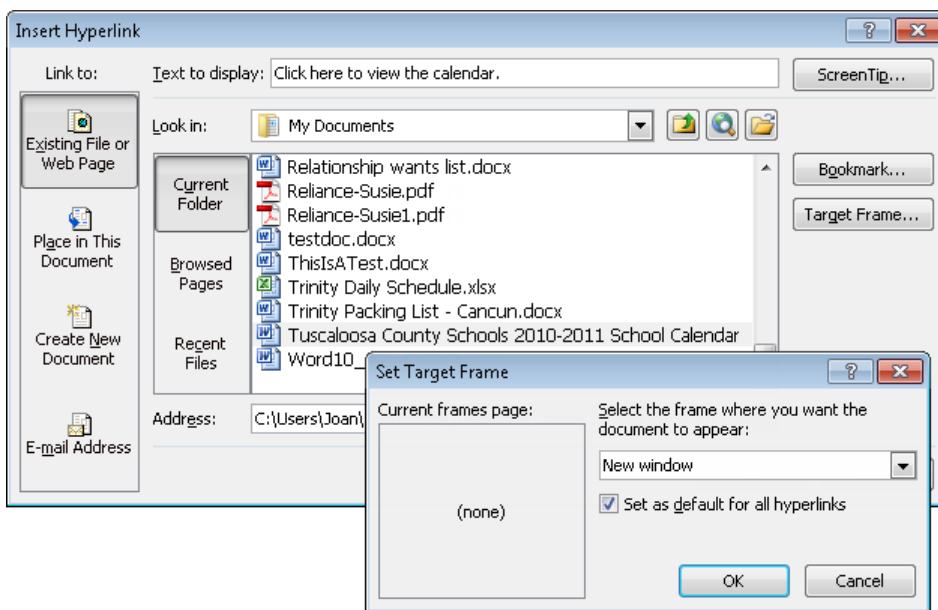 Insert Hyperlink
Link to:
Text to display: Click here to view the calendar.
ScreenTip...
Existing File or
Web Page
Place in This
Document
Create New
Document
E-mail Address
Look in: My Documents
Current
Folder
Browsed
Pages
Recent
Files
Relationship wants list.docx
Reliance-Susie.pdf
Reliance-Susie1.pdf
testdoc.docx
ThisIsATest.docx
Trinity Daily Schedule.xlsx
Trinity Packing List - Cancun.docx
Tuscaloosa County Schools 2010-2011 School Calendar
Word10_
Bookmark...
Target Frame...
Address: C:\Users\Joan\
Set Target Frame
Current frames page:
(none)
Select the frame where you want the
document to appear:
New window
Set as default for all hyperlinks
OK
Cancel